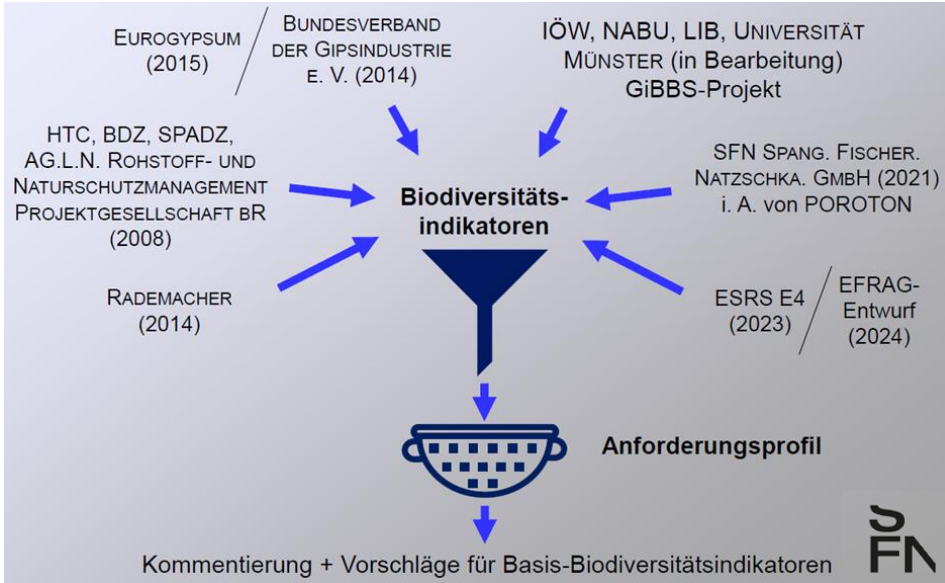 EUROGYPSUM
(2015)
BUNDESVERBAND
DER GIPSINDUSTRIE
E. V. (2014)
IÖW, NABU, LIB, UNIVERSITÄT
MÜNSTER (in Bearbeitung)
GiBBS-Projekt
HTC, BDZ, SPADZ,
AG.L.N. ROHSTOFF- UND
NATURSCHUTZMANAGEMENT
PROJEKTGESELLSCHAFT BR
(2008)
SFN SPANG. FISCHER.
NATZSCHKA. GMBH (2021)
i. A. von POROTON
Biodiversitäts-
indikatoren
RADEMACHER
(2014)
ESRS E4
(2023)
EFRAG-
Entwurf
(2024)
Anforderungsprofil
Kommentierung + Vorschläge für Basis-Biodiversitätsindikatoren
S
FN